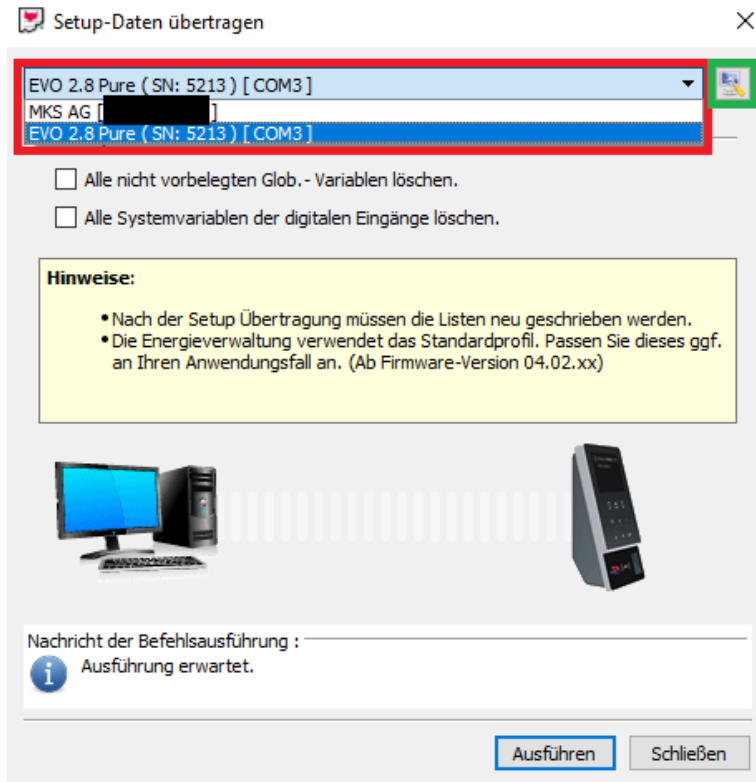 Setup-Daten übertragen
EVO 2.8 Pure ( SN: 5213 ) [ COM3 ]
MKS AG [ ]
EVO 2.8 Pure ( SN: 5213 ) [ COM3 ]
Alle nicht vorbelegten Glob.- Variablen löschen.
Alle Systemvariablen der digitalen Eingänge löschen.
Hinweise:
•Nach der Setup Übertragung müssen die Listen neu geschrieben werden.
•Die Energieverwaltung verwendet das Standardprofil. Passen Sie dieses ggf.
an Ihren Anwendungsfall an. (Ab Firmware-Version 04.02.xx)
Nachricht der Befehlsausführung :
Ausführung erwartet.
Ausführen
Schließen